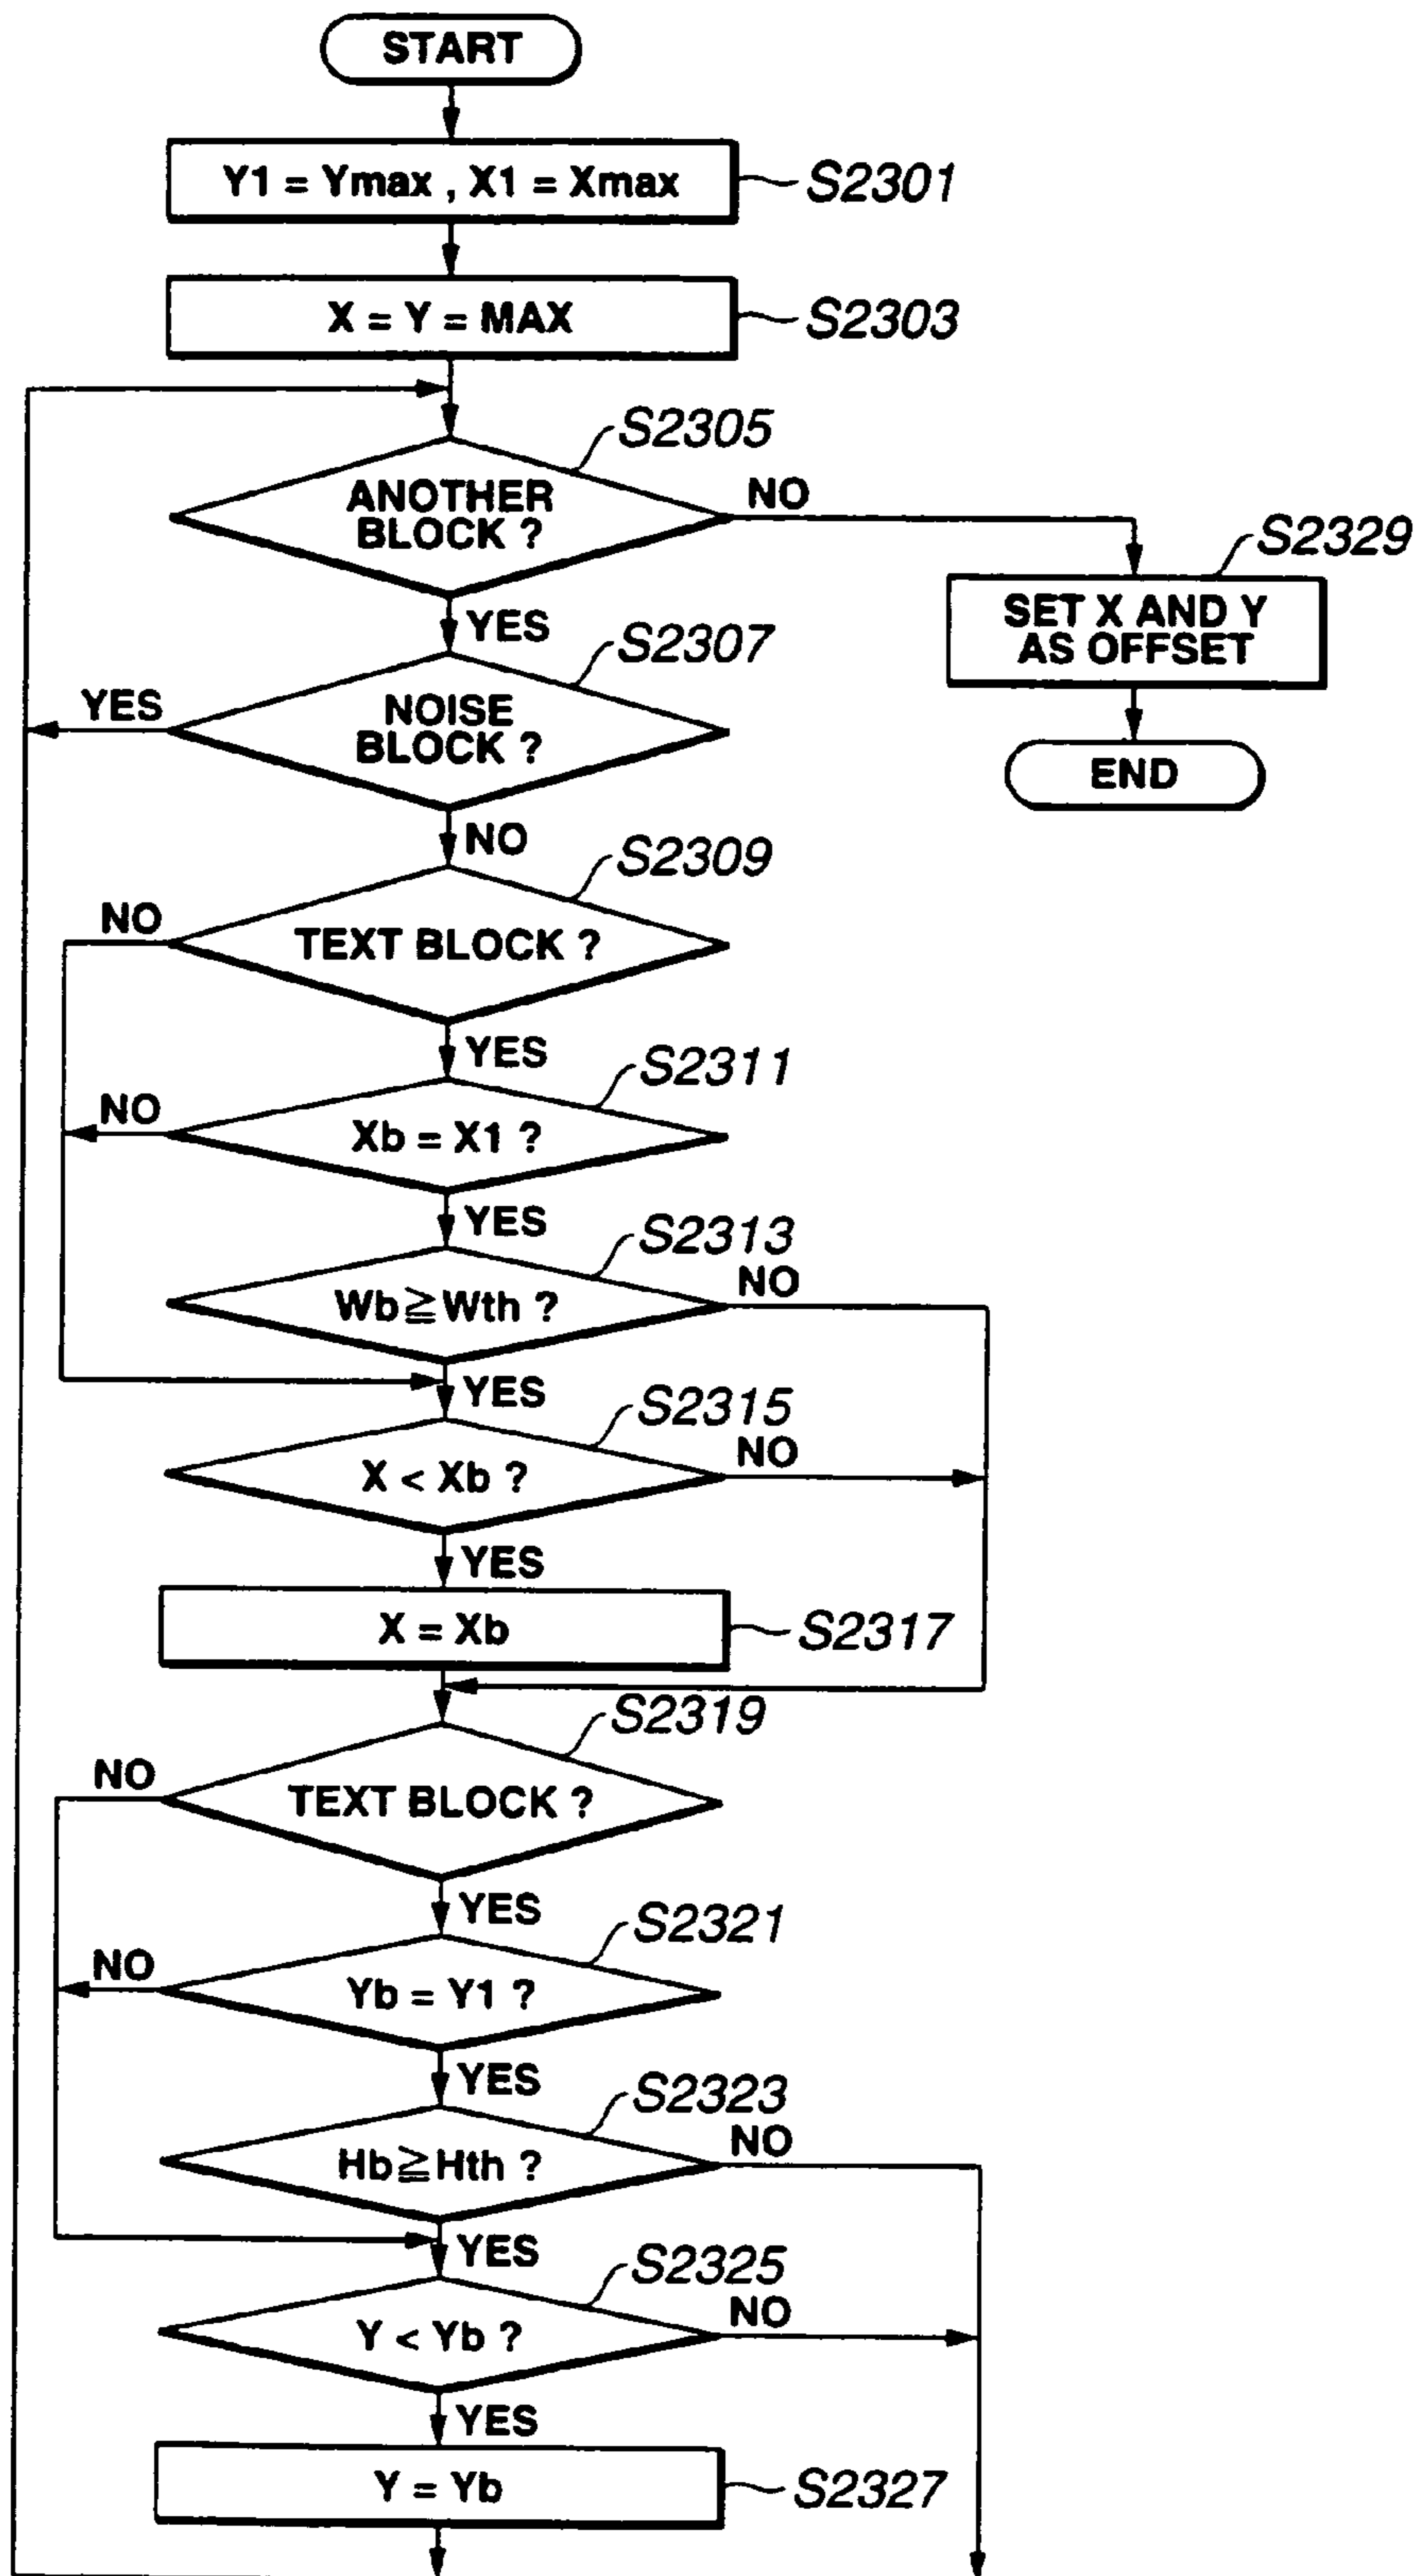 START
Y1 = Ymax , X1 = Xmax
S2301
X = Y = MAX
S2303
S2305
ANOTHER
BLOCK ?
NO
S2329
SET X AND Y
AS OFFSET
END
YES
S2307
NOISE
BLOCK ?
YES
NO
S2309
TEXT BLOCK ?
NO
YES
S2311
Xb = X1 ?
NO
YES
S2313
Wb ≧ Wth ?
NO
YES
S2315
X < Xb ?
NO
YES
X = Xb
S2317
S2319
TEXT BLOCK ?
NO
YES
S2321
Yb = Y1 ?
NO
YES
S2323
Hb ≧ Hth ?
NO
YES
S2325
Y < Yb ?
NO
YES
Y = Yb
S2327